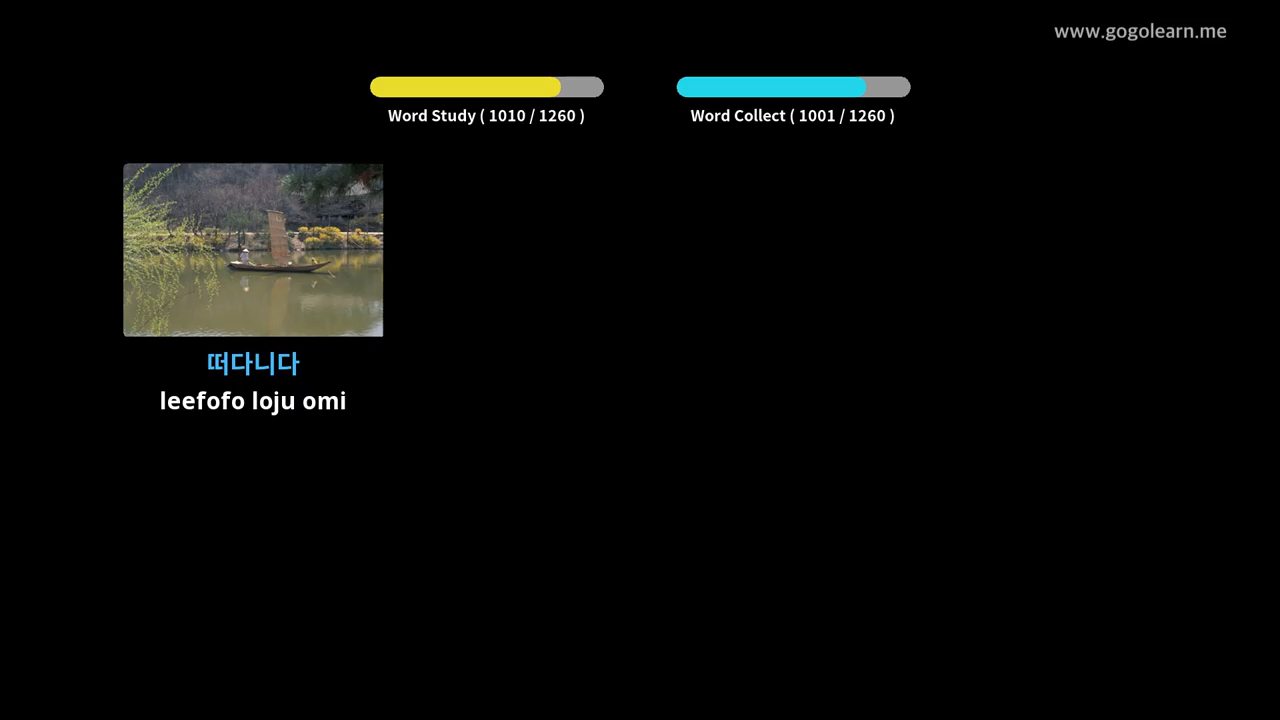 www.gogolearn.me
Word Study ( 1010 / 1260 )
Word Collect ( 1001 / 1260 )
떠다니다
leefofo loju omi